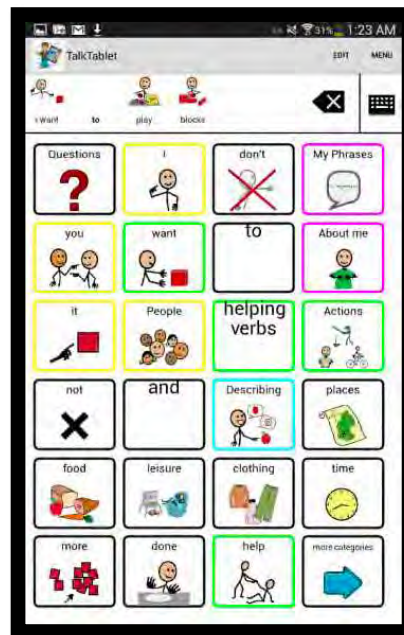 31% 1:23 AM
TalkTablet EDIT MENU
i want to play blocks
Questions i don't My Phrases
you want to About me
it People helping verbs Actions
not and Describing places
food leisure clothing time
more done help more categories